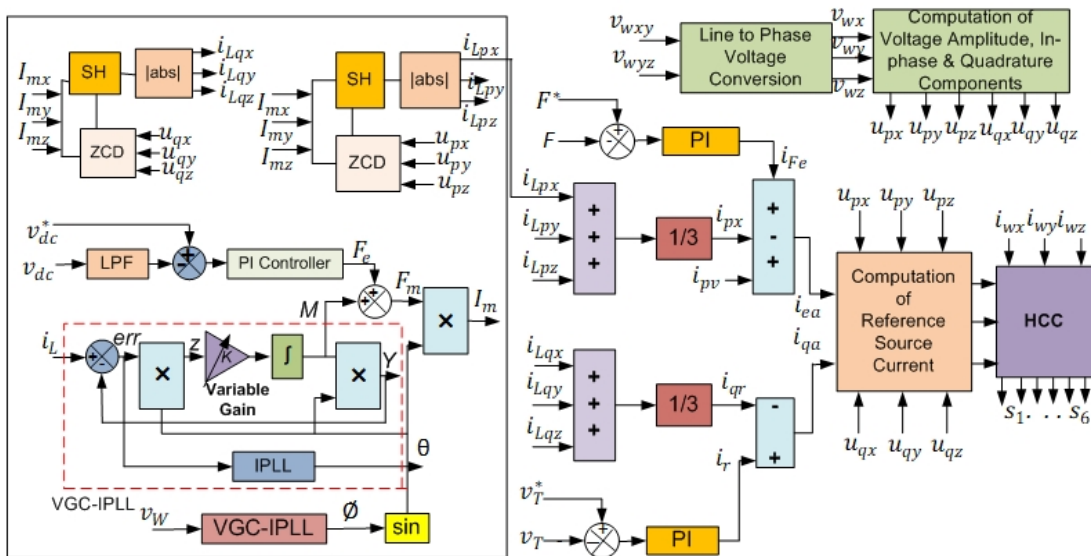 SH
|abs|
i_Lqx
i_Lqy
i_Lqz
I_mx
I_my
I_mz
ZCD
u_qx
u_qy
u_qz
SH
|abs|
i_Lpx
i_Lpy
i_Lpz
I_mx
I_my
I_mz
ZCD
u_px
u_py
u_pz
v_dc^*
v_dc
LPF
+
−
PI Controller
F_e
+
+
F_m
×
I_m
M
i_L
+
-
err
×
z
K
Variable
Gain
∫
×
Y
IPLL
θ
VGC-IPLL
v_W
VGC-IPLL
Ø
sin
v_wxy
v_wyz
Line to Phase
Voltage
Conversion
v_wx
v_wy
v_wz
Computation of
Voltage Amplitude, In-
phase & Quadrature
Components
u_px u_py u_pz u_qx u_qy u_qz
F^*
F
+
-
PI
i_Fe
i_Lpx
i_Lpy
i_Lpz
+
+
+
1/3
i_px
i_pv
+
-
+
i_ea
i_Lqx
i_Lqy
i_Lqz
+
+
+
1/3
i_qr
i_r
-
+
i_qa
v_T^*
v_T
+
−
PI
u_px u_py u_pz
Computation
of
Reference
Source
Current
u_qx u_qy u_qz
i_wx i_wy i_wz
HCC
s_1 . . . s_6